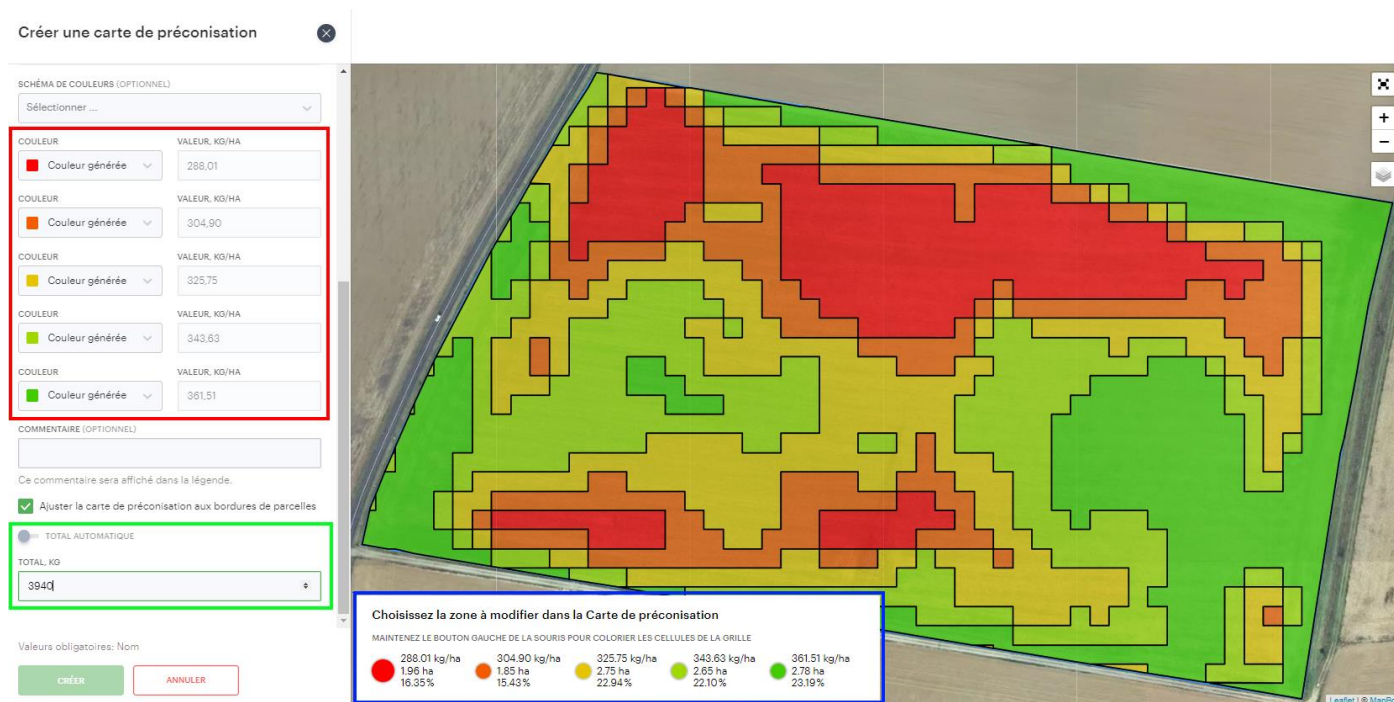 Créer une carte de préconisation
SCHÉMA DE COULEURS (OPTIONNEL)
Sélectionner ...
COULEUR VALEUR, KG/HA
Couleur générée 288,01
COULEUR VALEUR, KG/HA
Couleur générée 304,90
COULEUR VALEUR, KG/HA
Couleur générée 325,75
COULEUR VALEUR, KG/HA
Couleur générée 343,63
COULEUR VALEUR, KG/HA
Couleur générée 361,51
COMMENTAIRE (OPTIONNEL)
Ce commentaire sera affiché dans la légende.
Ajuster la carte de préconisation aux bordures de parcelles
TOTAL AUTOMATIQUE
TOTAL, KG
3940
Valeurs obligatoires: Nom
CRÉER ANNULER
Choisissez la zone à modifier dans la Carte de préconisation
MAINTENEZ LE BOUTON GAUCHE DE LA SOURIS POUR COLORIER LES CELLULES DE LA GRILLE
288.01 kg/ha 304.90 kg/ha 325.75 kg/ha 343.63 kg/ha 361.51 kg/ha
1.96 ha 1.85 ha 2.75 ha 2.65 ha 2.78 ha
16.35% 15.43% 22.94% 22.10% 23.19%
Leaflet | © MapBo